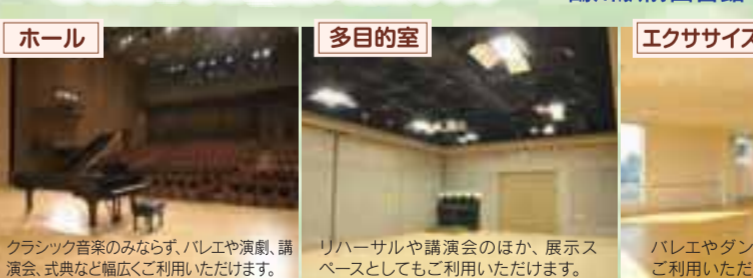 ホール
クラシック音楽のみならず、バレエや演劇、講
演会、式典など幅広くご利用いただけます。
多目的室
リハーサルや講演会のほか、展示ス
ペースとしてもご利用いただけます。
エクササイズ
バレエやダン
ご利用いただ